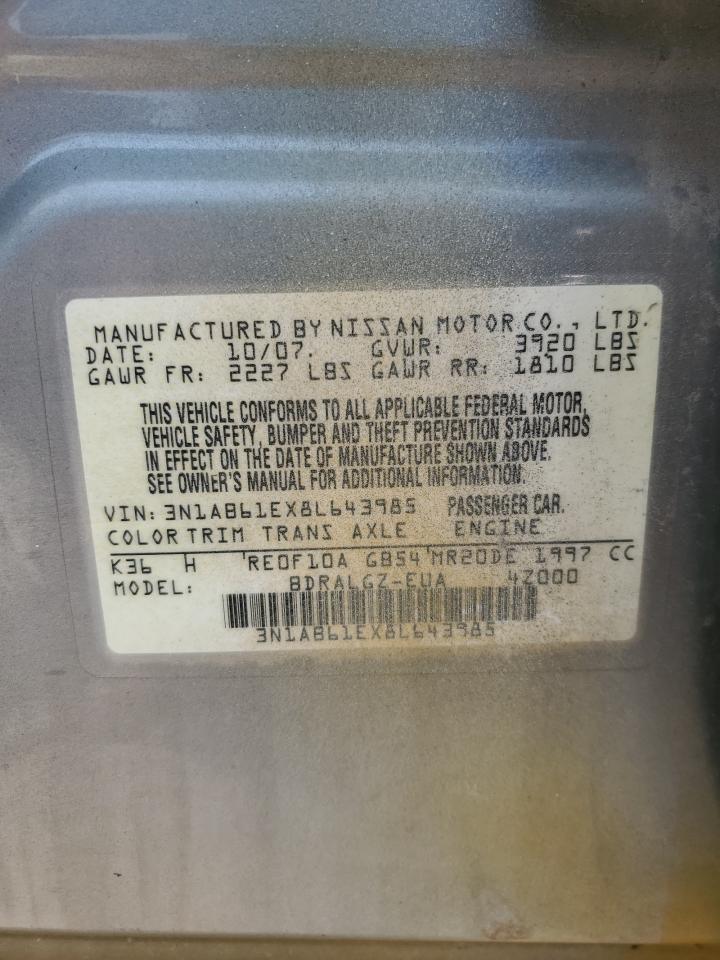 MANUFACTURED BY NISSAN MOTOR CO., LTD.
DATE: 10/07. GVWR: 3920 LBS
GAWR FR: 2227 LBS GAWR RR: 1810 LBS
THIS VEHICLE CONFORMS TO ALL APPLICABLE FEDERAL MOTOR,
VEHICLE SAFETY, BUMPER AND THEFT PREVENTION STANDARDS
IN EFFECT ON THE DATE OF MANUFACTURE SHOWN ABOVE.
SEE OWNER'S MANUAL FOR ADDITIONAL INFORMATION.
VIN: 3N1AB61EX8L643985 PASSENGER CAR.
COLOR TRIM TRANS AXLE ENGINE
K36 H RE0F10A GB54 MR20DE 1997 CC
MODEL: BDRALGZ-EUA 4Z000
3N1AB61EX8L643985